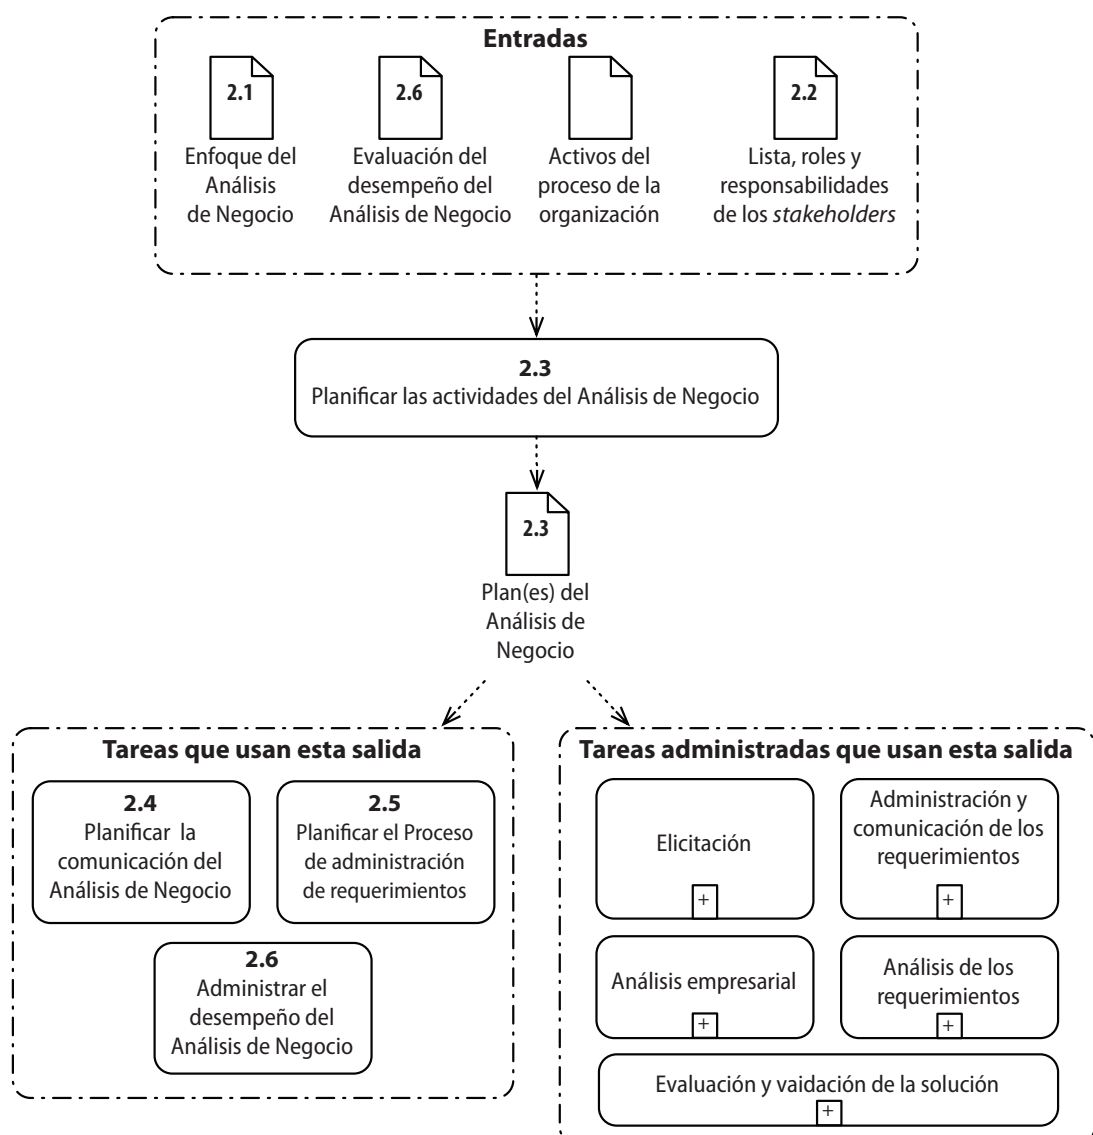 Entradas
2.1
Enfoque del
Análisis
de Negocio
2.6
Evaluación del
desempeño del
Análisis de Negocio
Activos del
proceso de la
organización
2.2
Lista, roles y
responsabilidades
de los stakeholders
2.3
Planificar las actividades del Análisis de Negocio
2.3
Plan(es) del
Análisis de
Negocio
Tareas que usan esta salida
2.4
Planificar la
comunicación del
Análisis de Negocio
2.5
Planificar el Proceso
de administración
de requerimientos
2.6
Administrar el
desempeño del
Análisis de Negocio
Tareas administradas que usan esta salida
Elicitación
+
Administración y
comunicación de los
requerimientos
+
Análisis empresarial
+
Análisis de los
requerimientos
+
Evaluación y vaidación de la solución
+